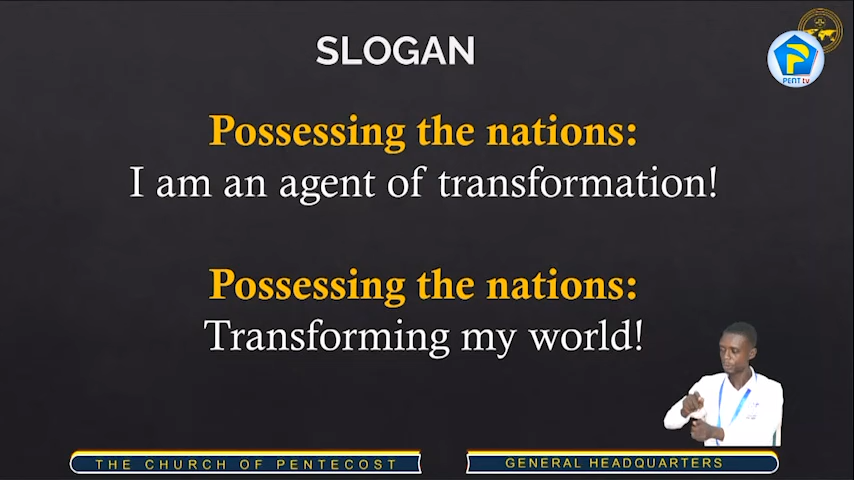 SLOGAN
PENT tv
Possessing the nations:
I am an agent of transformation!
Possessing the nations:
Transforming my world!
THE CHURCH OF PENTECOST
GENERAL HEADQUARTERS